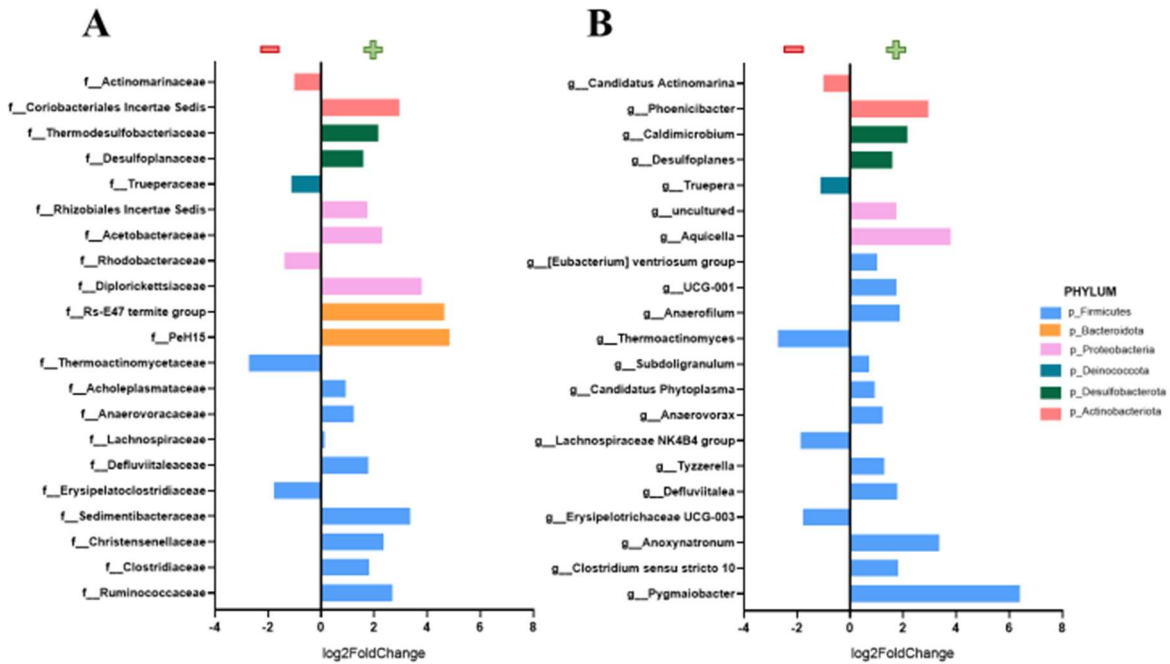 A
f__Actinomarinaceae
f__Coriobacteriales Incertae Sedis
f__Thermodesulfobacteriaceae
f__Desulfoplanaceae
f__Trueperaceae
f__Rhizobiales Incertae Sedis
f__Acetobacteraceae
f__Rhodobacteraceae
f__Diplorickettsiaceae
f__Rs-E47 termite group
f__PeH15
f__Thermoactinomycetaceae
f__Acholeplasmataceae
f__Anaerovoracaceae
f__Lachnospiraceae
f__Defluviitaleaceae
f__Erysipelatoclostridiaceae
f__Sedimentibacteraceae
f__Christensenellaceae
f__Clostridiaceae
f__Ruminococcaceae
-4 -2 0 2 4 6 8
log2FoldChange
B
g__Candidatus Actinomarina
g__Phoenicibacter
g__Caldimicrobium
g__Desulfoplanes
g__Truepera
g__uncultured
g__Aquicella
g__[Eubacterium] ventriosum group
g__UCG-001
g__Anaerofilum
g__Thermoactinomyces
g__Subdoligranulum
g__Candidatus Phytoplasma
g__Anaerovorax
g__Lachnospiraceae NK4B4 group
g__Tyzzerella
g__Defluviitalea
g__Erysipelotrichaceae UCG-003
g__Anoxynatronum
g__Clostridium sensu stricto 10
g__Pygmaiobacter
-4 -2 0 2 4 6 8
log2FoldChange
PHYLUM
p_Firmicutes
p_Bacteroidota
p_Proteobacteria
p_Deinococcota
p_Desulfobacterota
p_Actinobacteriota